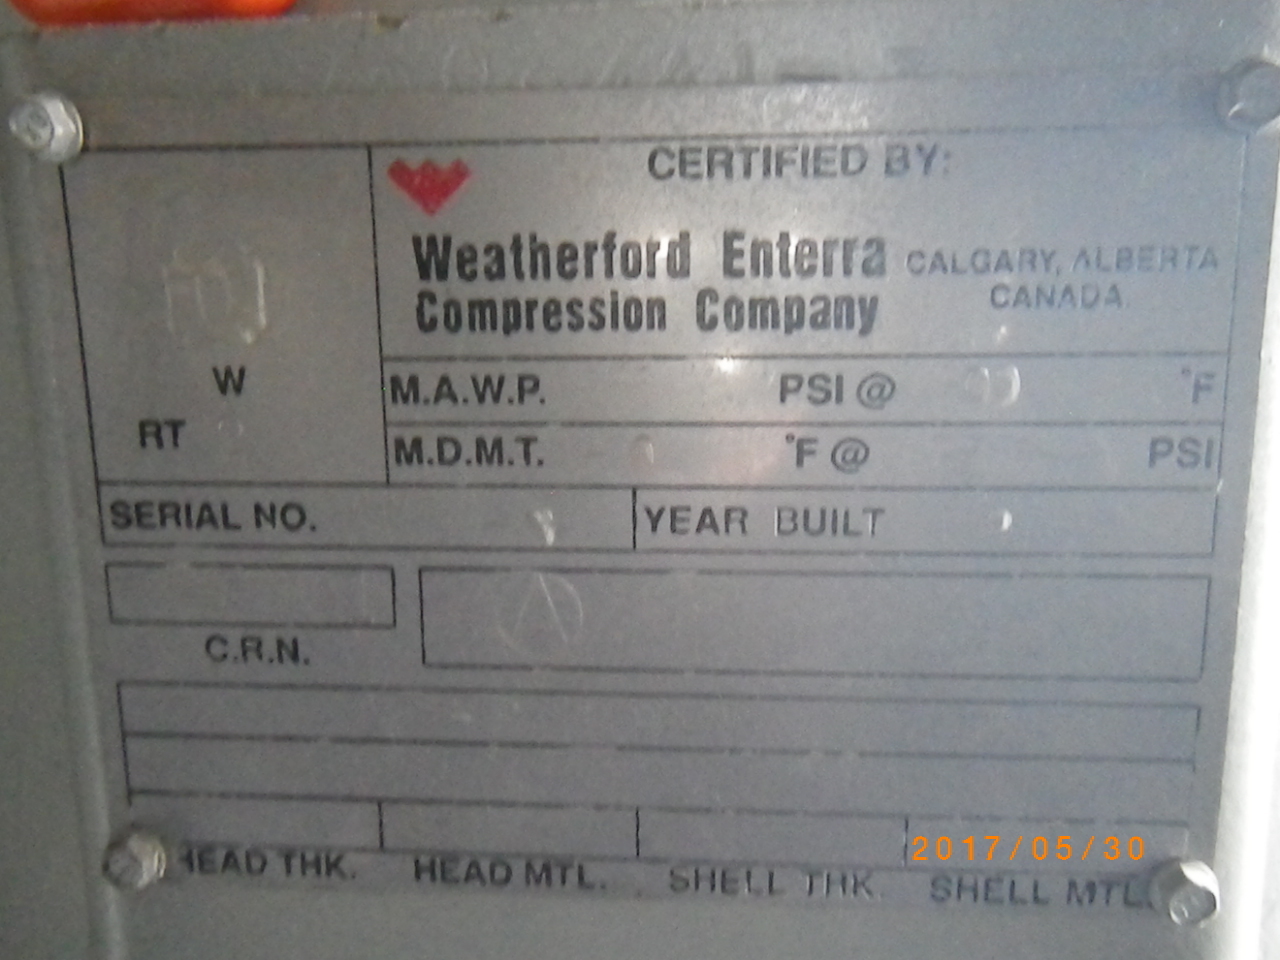 CERTIFIED BY:
Weatherford Enterra
Compression Company
CALGARY, ALBERTA
CANADA
W
RT
M.A.W.P. PSI @ °F
M.D.M.T. °F @ PSI
SERIAL NO. YEAR BUILT
C.R.N.
2017/05/30
HEAD THK. HEAD MTL. SHELL THK. SHELL MTL.